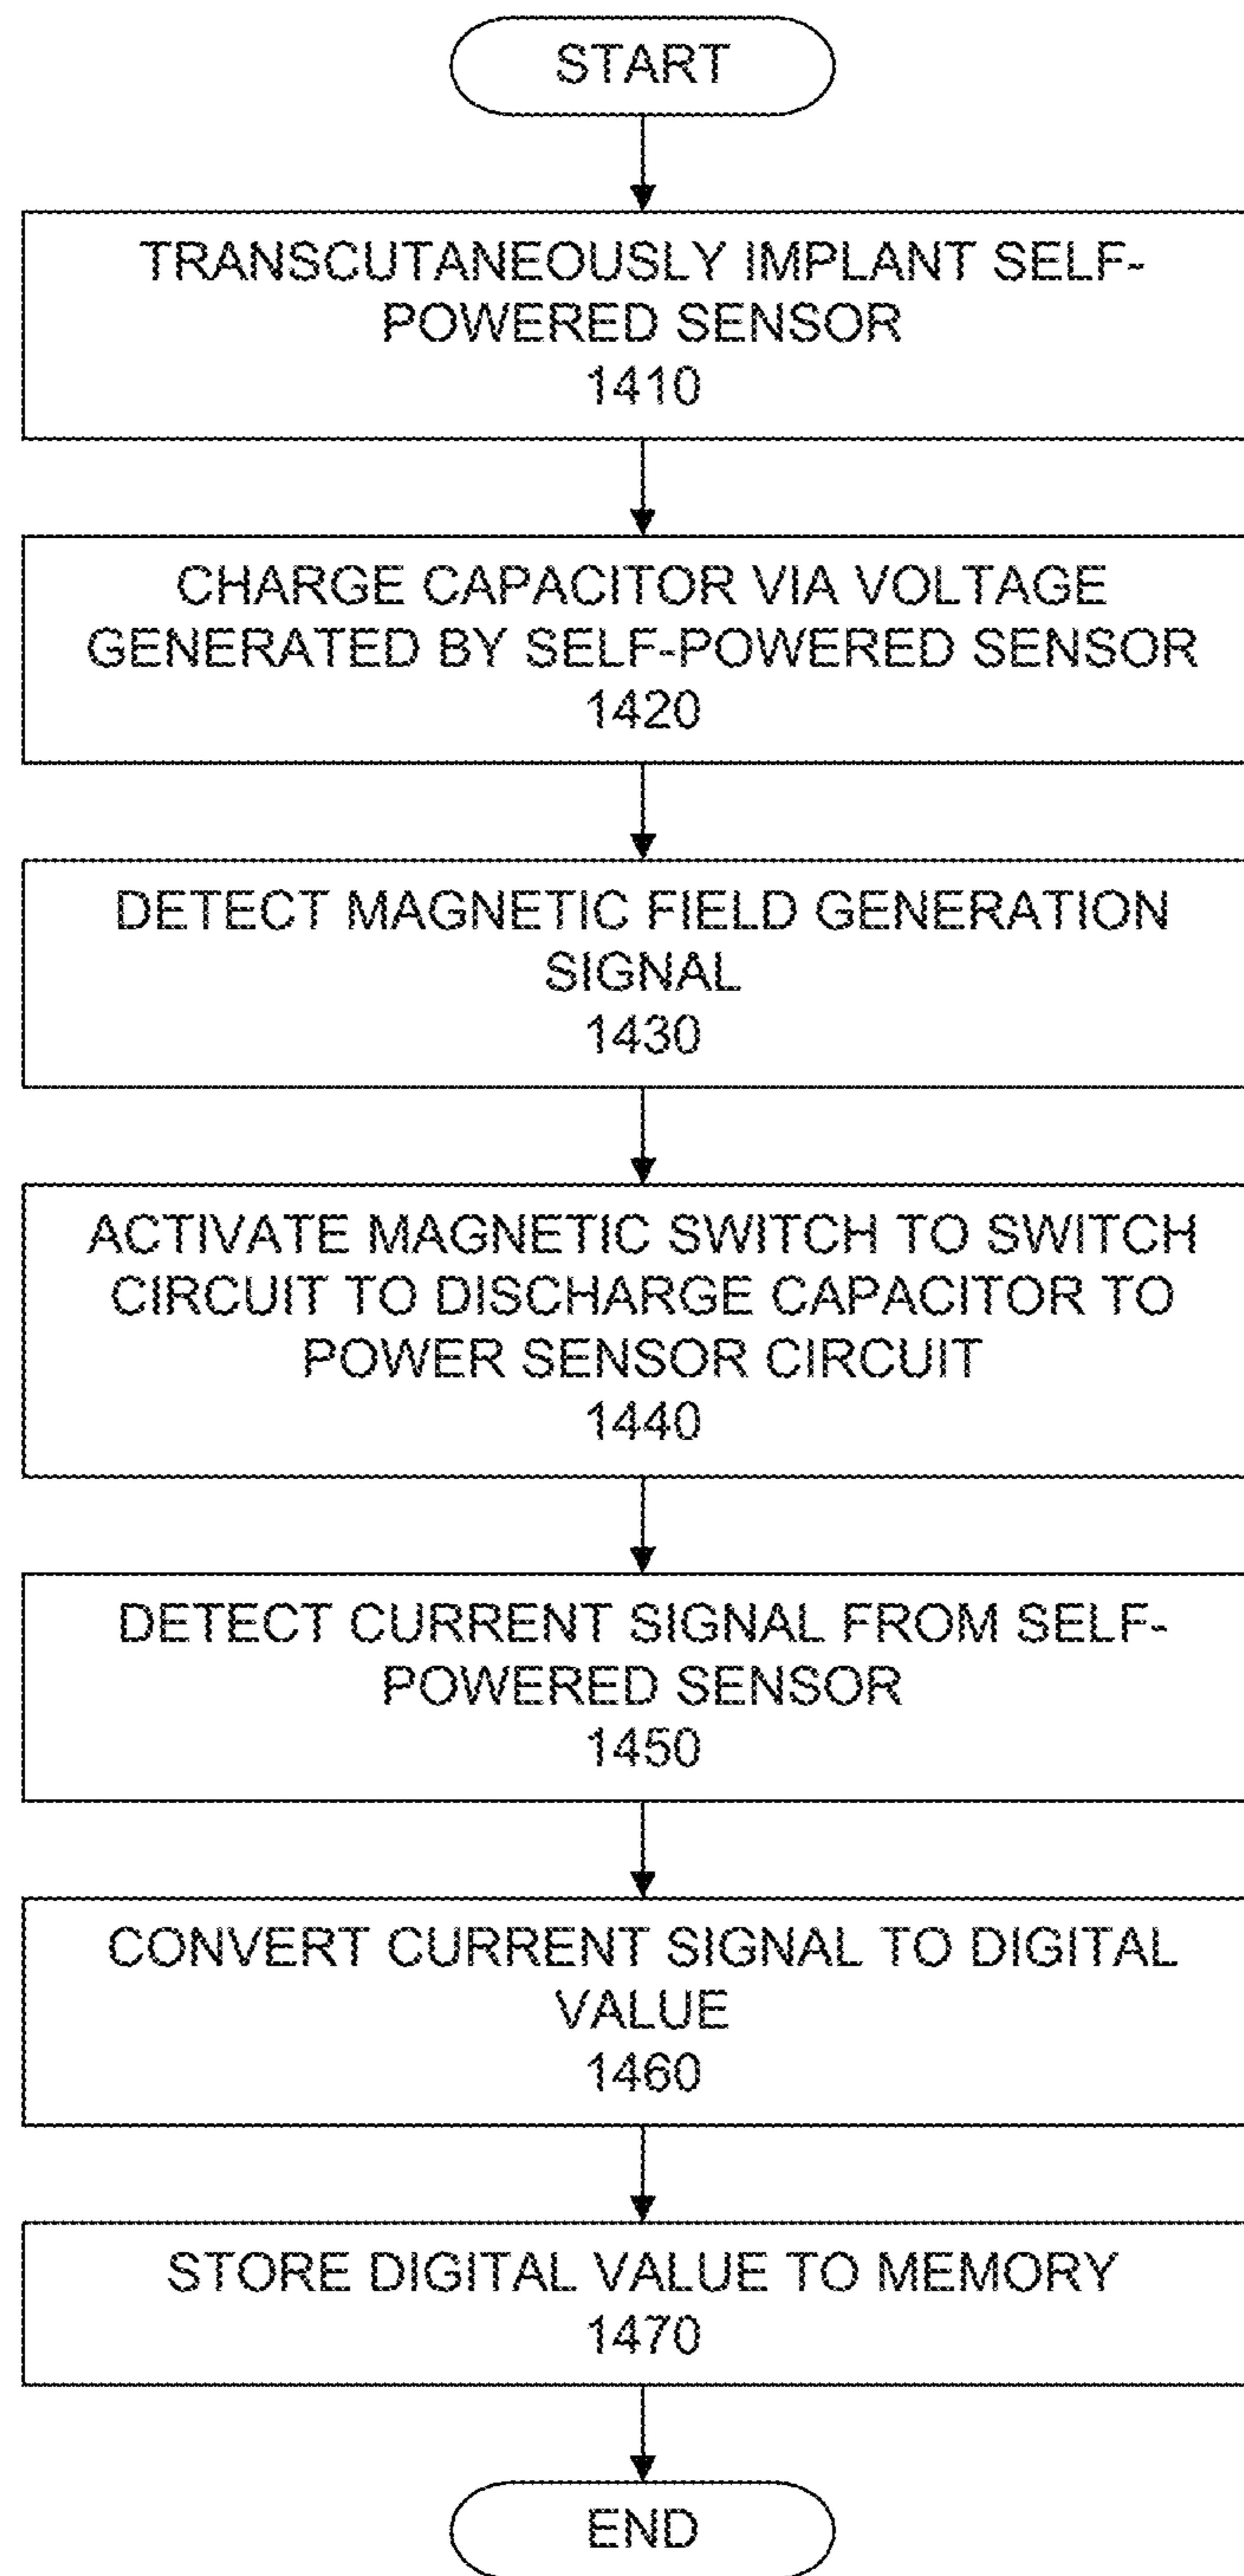 START
TRANSCUTANEOUSLY IMPLANT SELF-
POWERED SENSOR
1410
CHARGE CAPACITOR VIA VOLTAGE
GENERATED BY SELF-POWERED SENSOR
1420
DETECT MAGNETIC FIELD GENERATION
SIGNAL
1430
ACTIVATE MAGNETIC SWITCH TO SWITCH
CIRCUIT TO DISCHARGE CAPACITOR TO
POWER SENSOR CIRCUIT
1440
DETECT CURRENT SIGNAL FROM SELF-
POWERED SENSOR
1450
CONVERT CURRENT SIGNAL TO DIGITAL
VALUE
1460
STORE DIGITAL VALUE TO MEMORY
1470
END